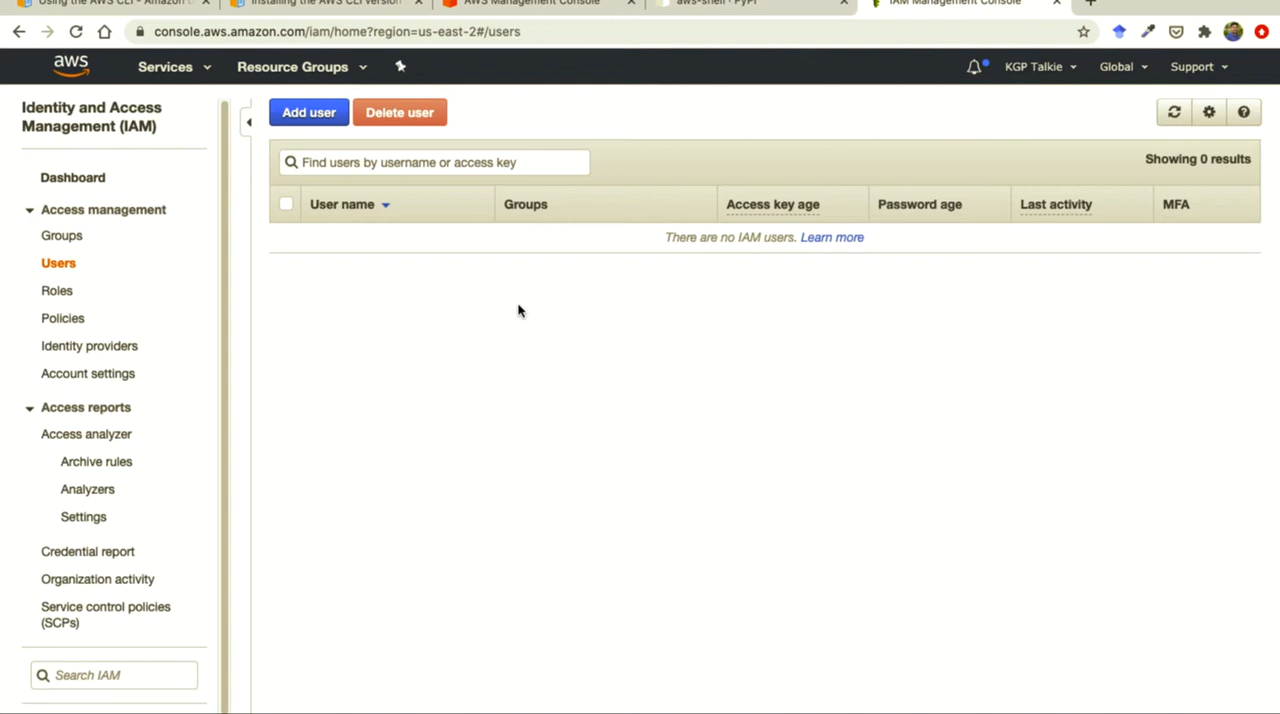 Using the AWS CLI - Amazon
Installing the AWS CLI version
AWS Management Console
aws-shell · PyPI
IAM Management Console
console.aws.amazon.com/iam/home?region=us-east-2#/users
aws
Services
Resource Groups
KGP Talkie
Global
Support
Identity and Access
Management (IAM)
Dashboard
Access management
Groups
Users
Roles
Policies
Identity providers
Account settings
Access reports
Access analyzer
Archive rules
Analyzers
Settings
Credential report
Organization activity
Service control policies
(SCPs)
Search IAM
Add user
Delete user
Find users by username or access key
Showing 0 results
User name
Groups
Access key age
Password age
Last activity
MFA
There are no IAM users. Learn more